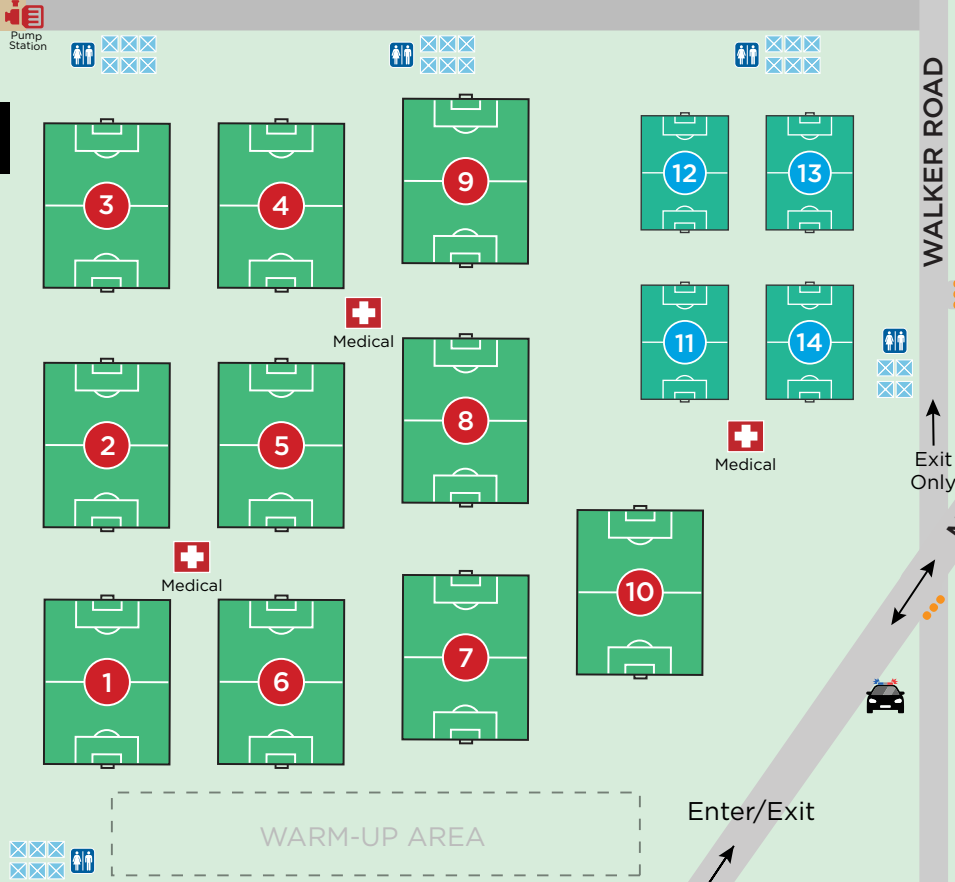 Pump
Station
WALKER ROAD
9
12
13
3
4
Medical
11
14
8
2
5
Medical
Exit
Only
Medical
10
7
1
6
Enter/Exit
WARM-UP AREA